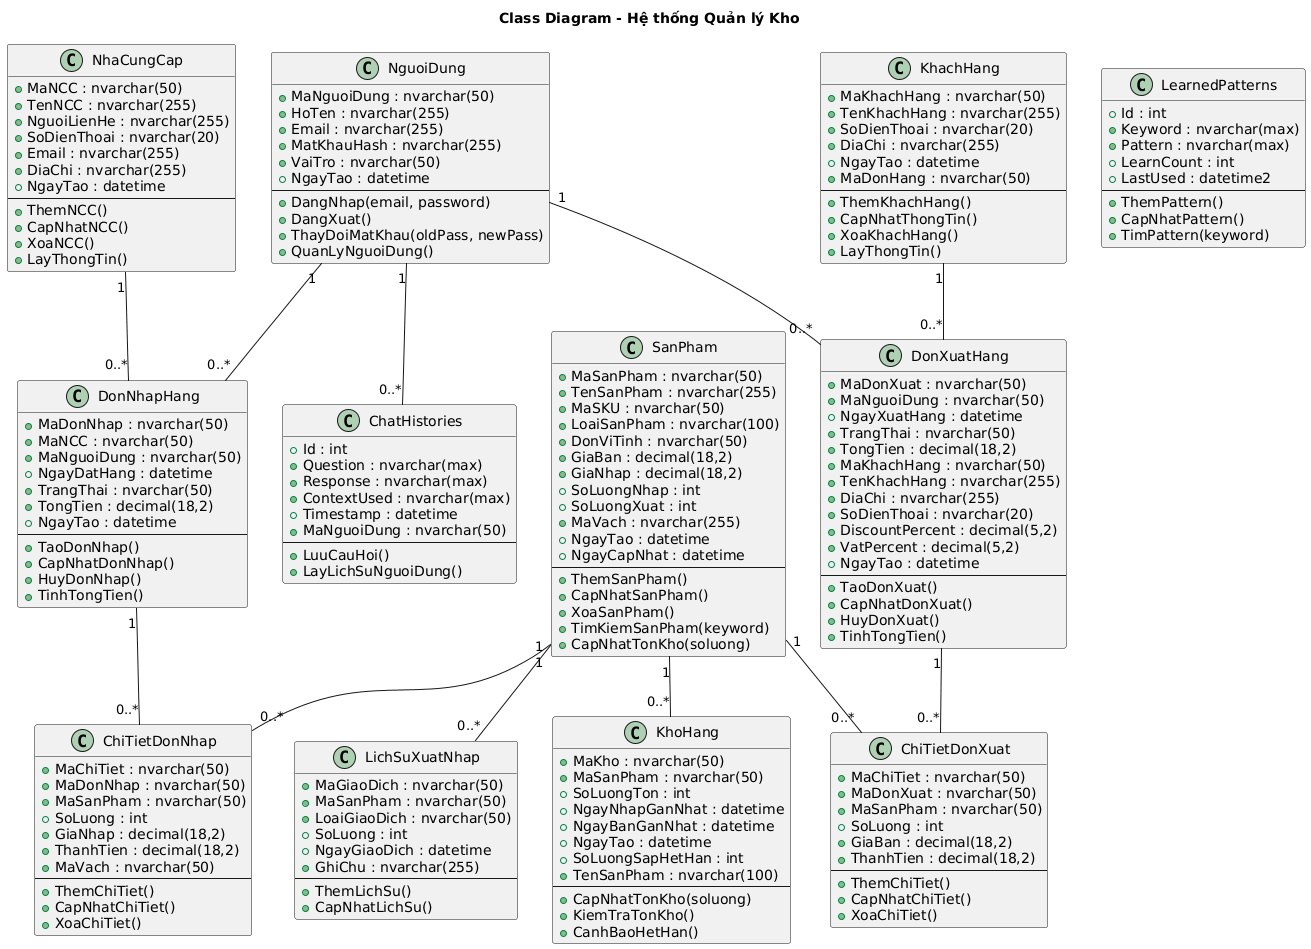 Class Diagram - Hệ thống Quản lý Kho
C NhaCungCap
MaNCC : nvarchar(50)
TenNCC : nvarchar(255)
NguoiLienHe : nvarchar(255)
SoDienThoai : nvarchar(20)
Email : nvarchar(255)
DiaChi : nvarchar(255)
NgayTao : datetime
ThemNCC()
CapNhatNCC()
XoaNCC()
LayThongTin()
C NguoiDung
MaNguoiDung : nvarchar(50)
HoTen : nvarchar(255)
Email : nvarchar(255)
MatKhauHash : nvarchar(255)
VaiTro : nvarchar(50)
NgayTao : datetime
DangNhap(email, password)
DangXuat()
ThayDoiMatKhau(oldPass, newPass)
QuanLyNguoiDung()
C KhachHang
MaKhachHang : nvarchar(50)
TenKhachHang : nvarchar(255)
SoDienThoai : nvarchar(20)
DiaChi : nvarchar(255)
NgayTao : datetime
MaDonHang : nvarchar(50)
ThemKhachHang()
CapNhatThongTin()
XoaKhachHang()
LayThongTin()
C LearnedPatterns
Id : int
Keyword : nvarchar(max)
Pattern : nvarchar(max)
LearnCount : int
LastUsed : datetime2
ThemPattern()
CapNhatPattern()
TimPattern(keyword)
1
1
1
1
1
0..*
0..*
0..*
0..*
0..*
C DonNhapHang
MaDonNhap : nvarchar(50)
MaNCC : nvarchar(50)
MaNguoiDung : nvarchar(50)
NgayDatHang : datetime
TrangThai : nvarchar(50)
TongTien : decimal(18,2)
NgayTao : datetime
TaoDonNhap()
CapNhatDonNhap()
HuyDonNhap()
TinhTongTien()
C ChatHistories
Id : int
Question : nvarchar(max)
Response : nvarchar(max)
ContextUsed : nvarchar(max)
Timestamp : datetime
MaNguoiDung : nvarchar(50)
LuuCauHoi()
LayLichSuNguoiDung()
C SanPham
MaSanPham : nvarchar(50)
TenSanPham : nvarchar(255)
MaSKU : nvarchar(50)
LoaiSanPham : nvarchar(100)
DonViTinh : nvarchar(50)
GiaBan : decimal(18,2)
GiaNhap : decimal(18,2)
SoLuongNhap : int
SoLuongXuat : int
MaVach : nvarchar(255)
NgayTao : datetime
NgayCapNhat : datetime
ThemSanPham()
CapNhatSanPham()
XoaSanPham()
TimKiemSanPham(keyword)
CapNhatTonKho(soluong)
C DonXuatHang
MaDonXuat : nvarchar(50)
MaNguoiDung : nvarchar(50)
NgayXuatHang : datetime
TrangThai : nvarchar(50)
TongTien : decimal(18,2)
MaKhachHang : nvarchar(50)
TenKhachHang : nvarchar(255)
DiaChi : nvarchar(255)
SoDienThoai : nvarchar(20)
DiscountPercent : decimal(5,2)
VatPercent : decimal(5,2)
NgayTao : datetime
TaoDonXuat()
CapNhatDonXuat()
HuyDonXuat()
TinhTongTien()
1
1
1
1
1
1
0..*
0..*
0..*
0..*
0..*
0..*
C ChiTietDonNhap
MaChiTiet : nvarchar(50)
MaDonNhap : nvarchar(50)
MaSanPham : nvarchar(50)
SoLuong : int
GiaNhap : decimal(18,2)
ThanhTien : decimal(18,2)
MaVach : nvarchar(50)
ThemChiTiet()
CapNhatChiTiet()
XoaChiTiet()
C LichSuXuatNhap
MaGiaoDich : nvarchar(50)
MaSanPham : nvarchar(50)
LoaiGiaoDich : nvarchar(50)
SoLuong : int
NgayGiaoDich : datetime
GhiChu : nvarchar(255)
ThemLichSu()
CapNhatLichSu()
C KhoHang
MaKho : nvarchar(50)
MaSanPham : nvarchar(50)
SoLuongTon : int
NgayNhapGanNhat : datetime
NgayBanGanNhat : datetime
NgayTao : datetime
SoLuongSapHetHan : int
TenSanPham : nvarchar(100)
CapNhatTonKho(soluong)
KiemTraTonKho()
CanhBaoHetHan()
C ChiTietDonXuat
MaChiTiet : nvarchar(50)
MaDonXuat : nvarchar(50)
MaSanPham : nvarchar(50)
SoLuong : int
GiaBan : decimal(18,2)
ThanhTien : decimal(18,2)
ThemChiTiet()
CapNhatChiTiet()
XoaChiTiet()